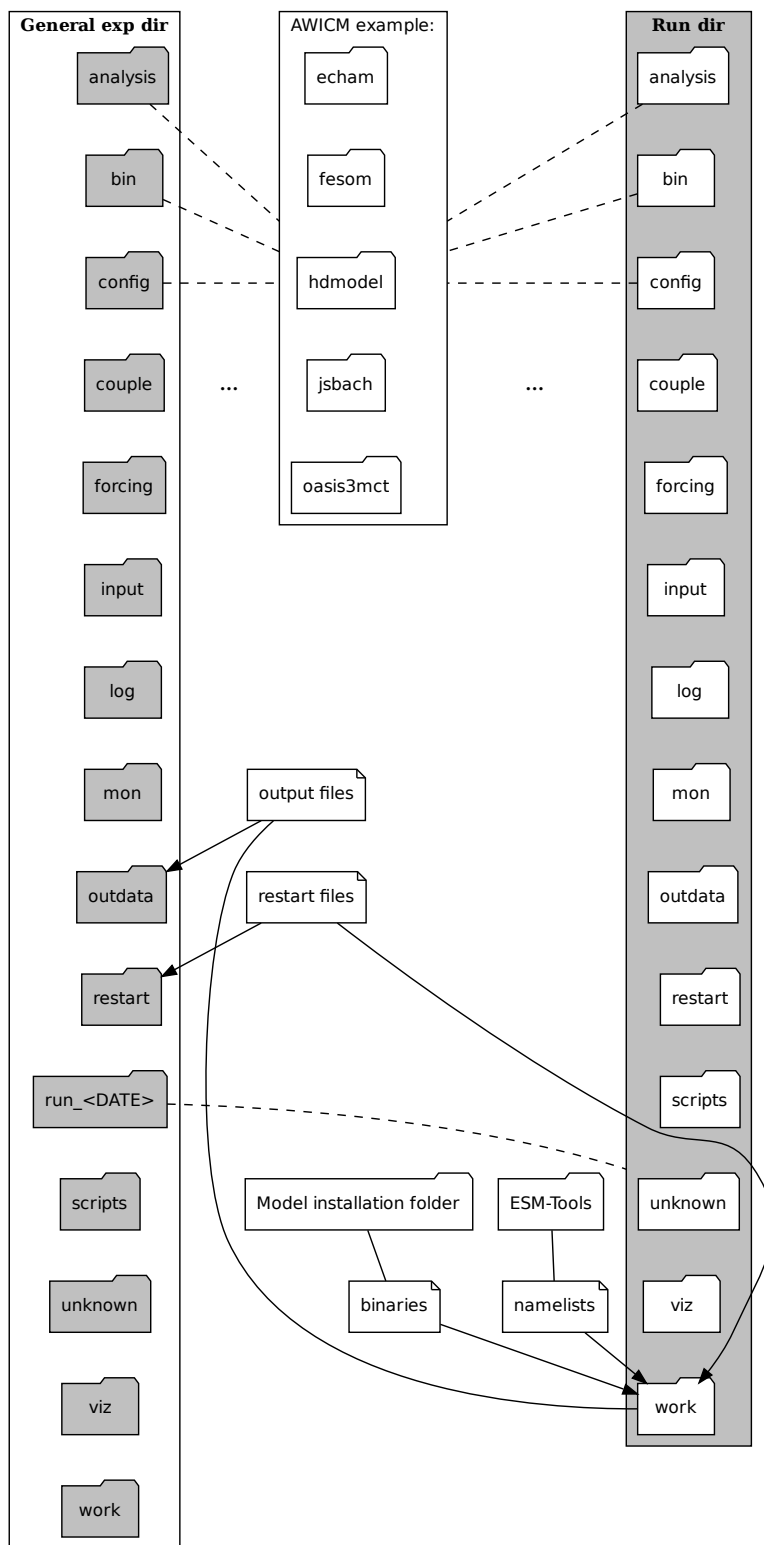 General exp dir
analysis
bin
config
couple
forcing
input
log
mon
outdata
restart
run_<DATE>
scripts
unknown
viz
work
...
AWICM example:
echam
fesom
hdmodel
jsbach
oasis3mct
...
output files
restart files
Model installation folder
ESM-Tools
binaries
namelists
Run dir
analysis
bin
config
couple
forcing
input
log
mon
outdata
restart
scripts
unknown
viz
work